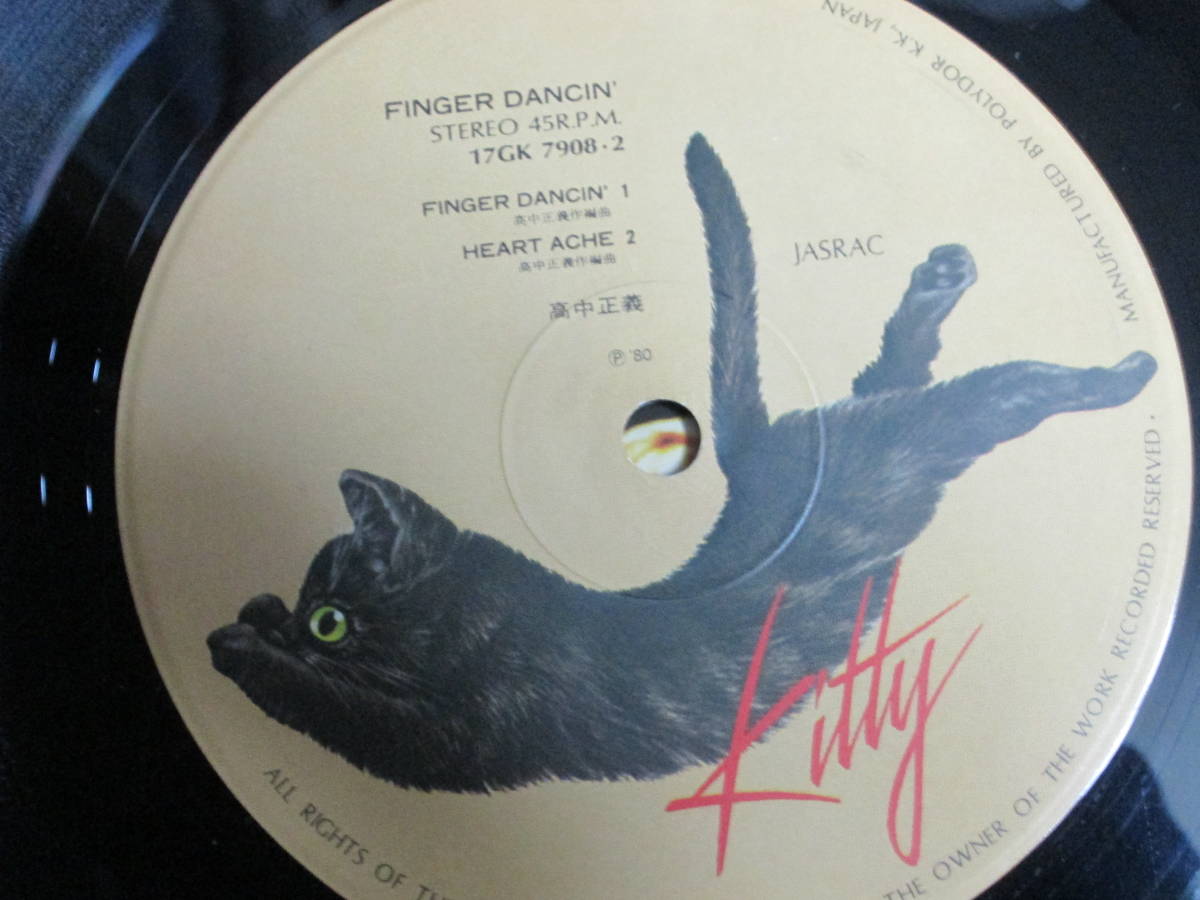 FINGER DANCIN'
STEREO 45R.P.M.
17GK 7908・2
FINGER DANCIN' 1
高中正義作編曲
HEART ACHE 2
高中正義作編曲
高中正義
Ⓟ '80
JASRAC
Kitty
MANUFACTURED BY POLYDOR K.K., JAPAN
ALL RIGHTS OF
THE OWNER OF THE WORK RECORDED RESERVED ・